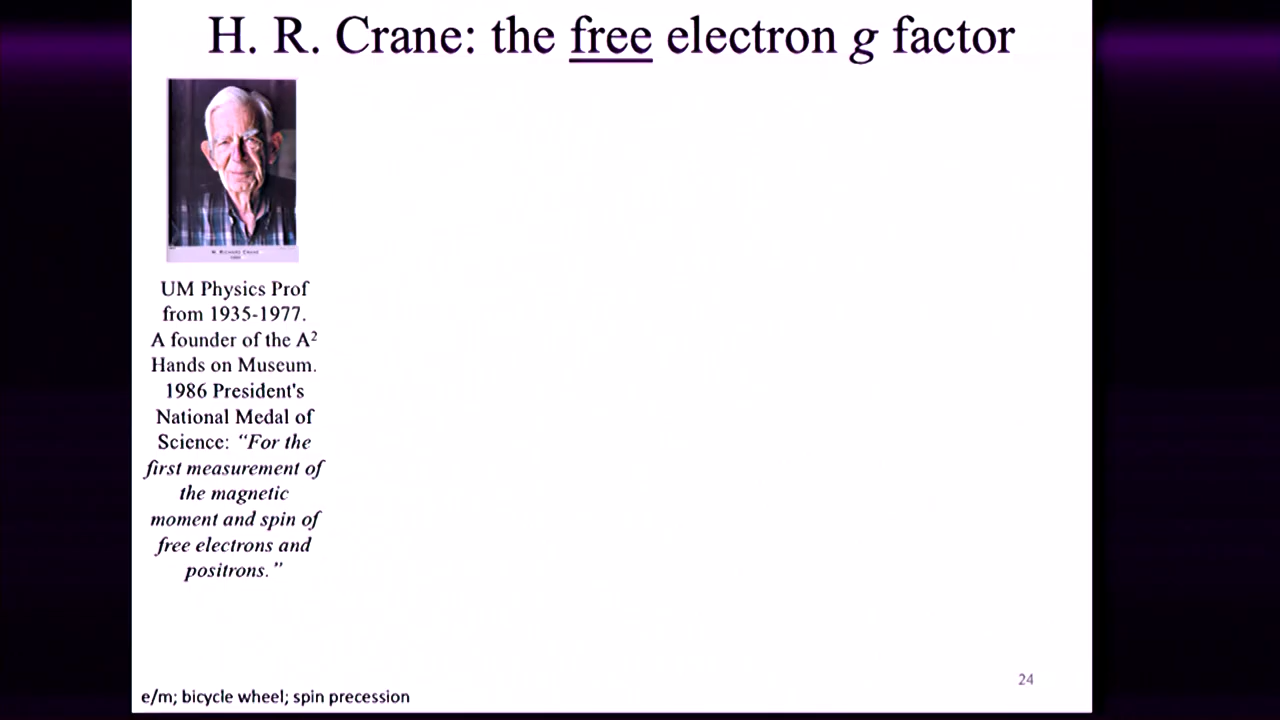 H. R. Crane: the free electron g factor
H. RICHARD CRANE
UM Physics Prof
from 1935-1977.
A founder of the A²
Hands on Museum.
1986 President's
National Medal of
Science: “For the
first measurement of
the magnetic
moment and spin of
free electrons and
positrons.”
24
e/m; bicycle wheel; spin precession